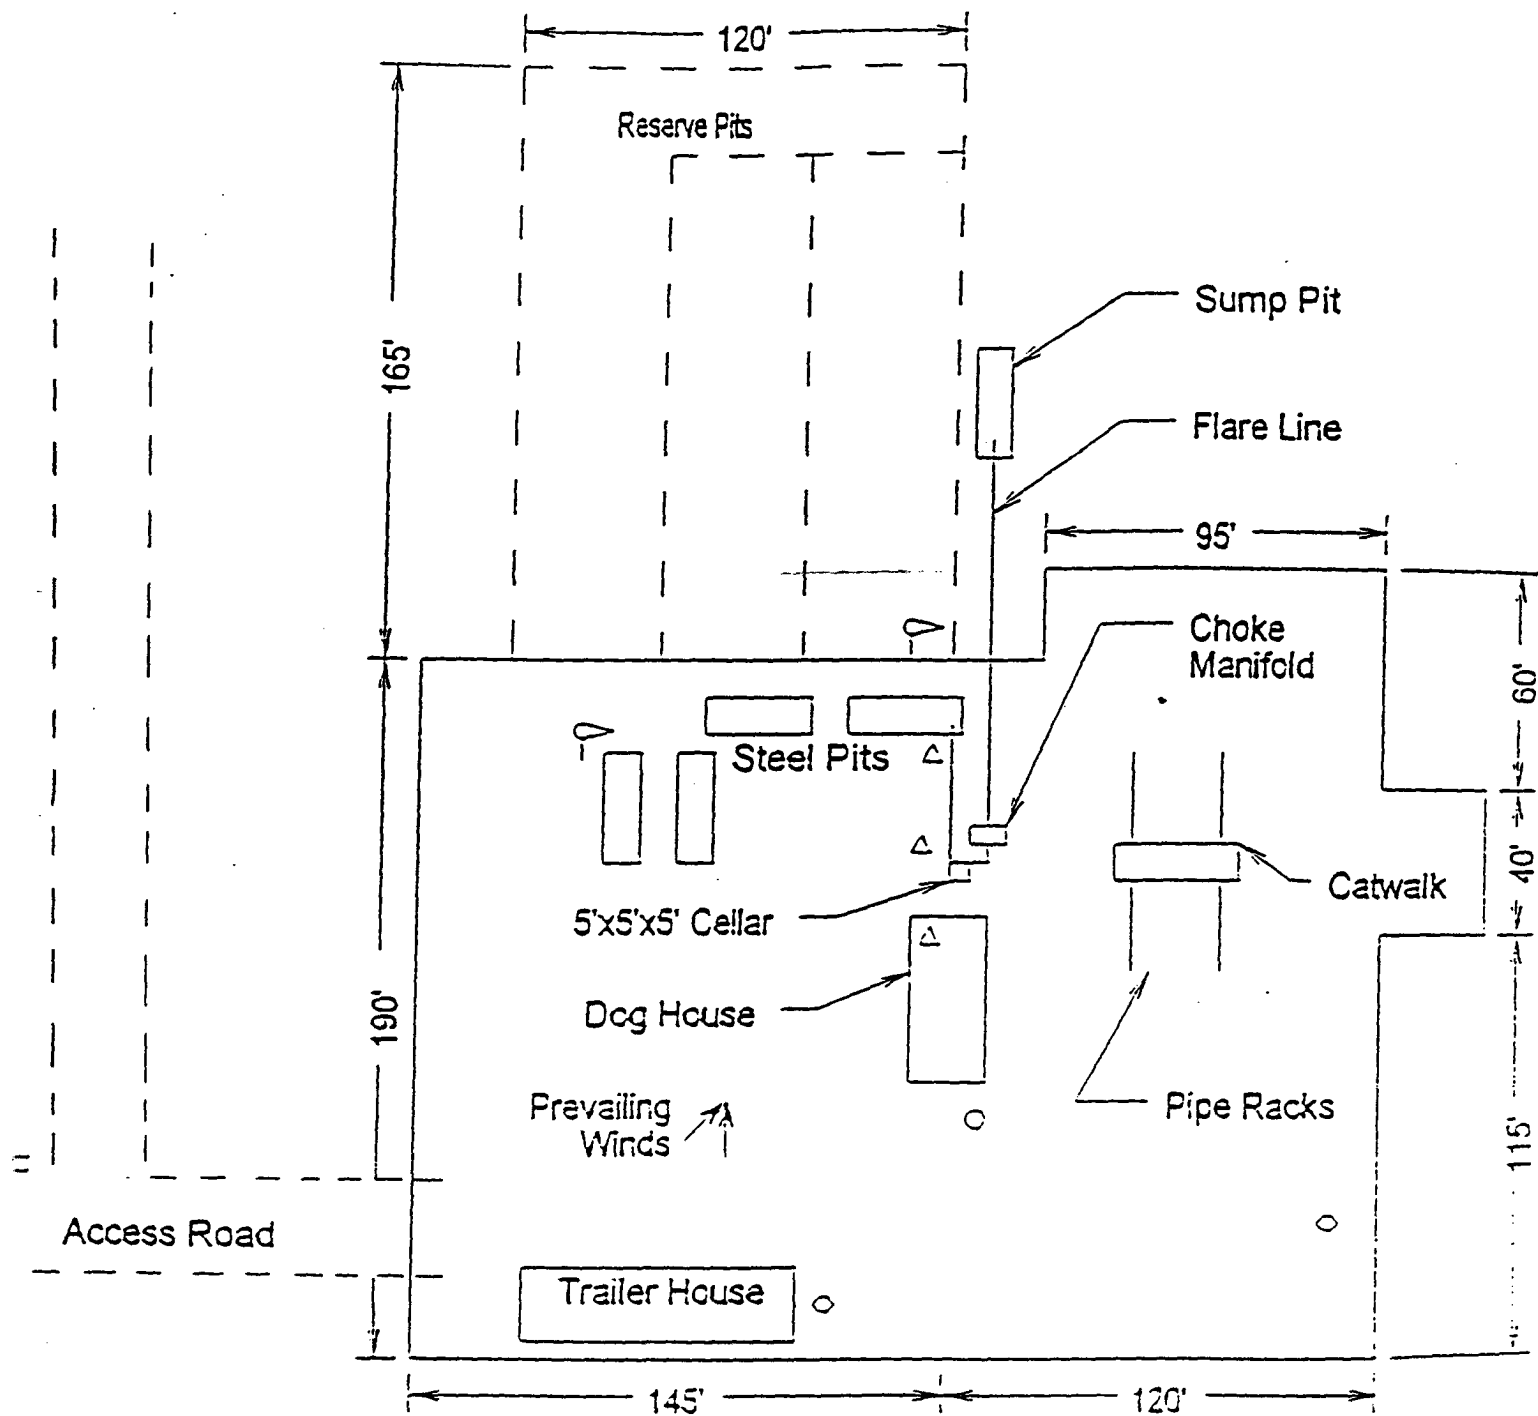 120'
Reserve Pits
165'
Sump Pit
Flare Line
95'
Choke
Manifold
60'
Steel Pits
40'
Catwalk
5'x5'x5' Cellar
190'
Dog House
Prevailing
Winds
Pipe Racks
115'
Access Road
Trailer House
145'
120'